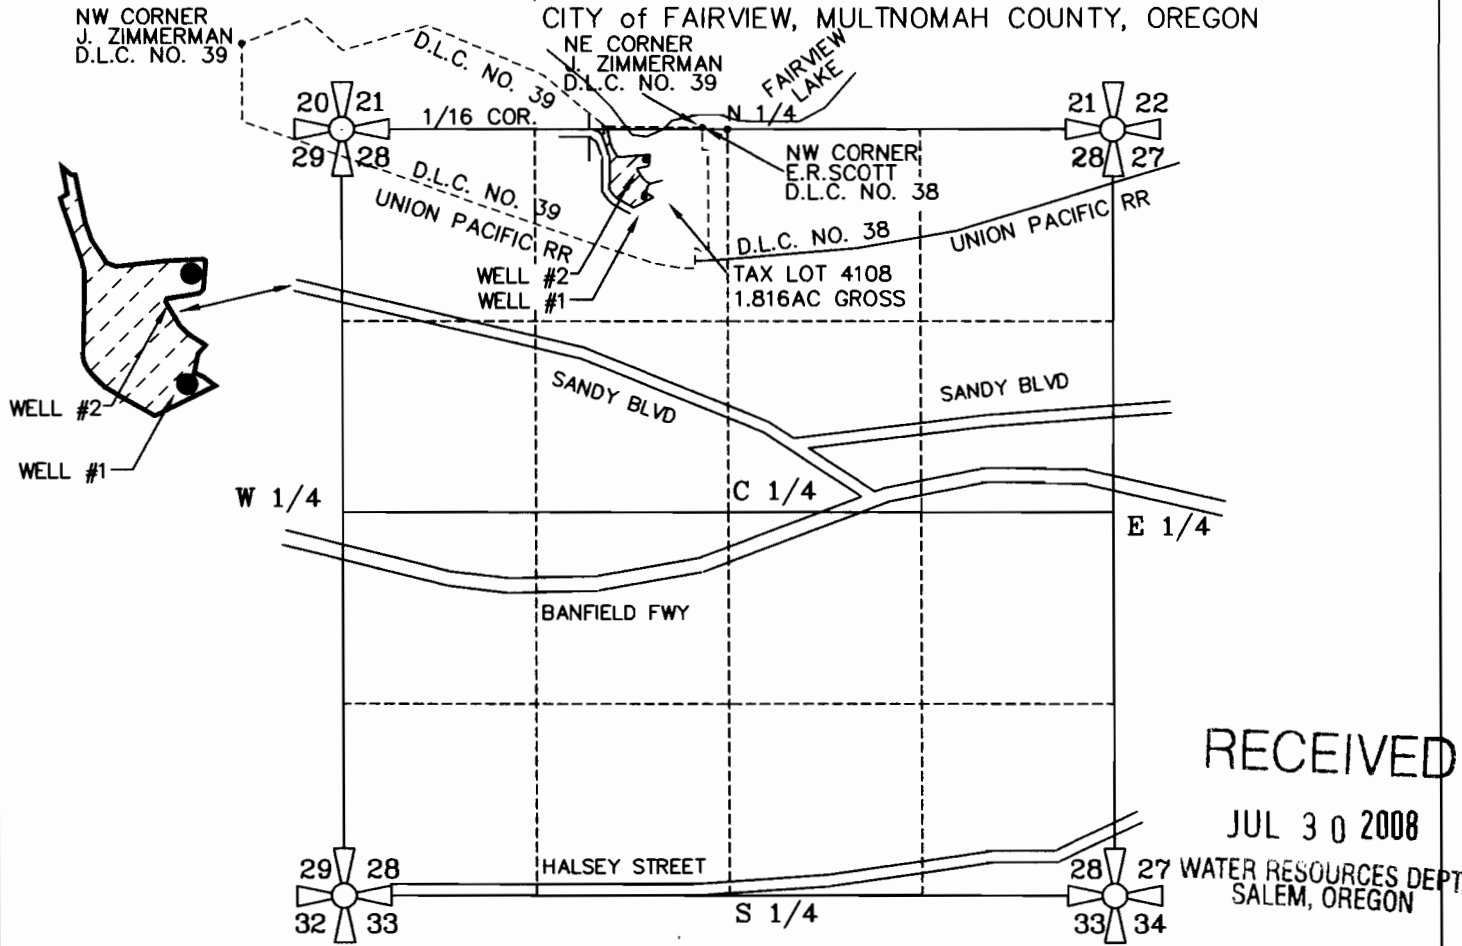 CITY of FAIRVIEW, MULTNOMAH COUNTY, OREGON
NW CORNER
J. ZIMMERMAN
D.L.C. NO. 39
D.L.C. NO. 39
NE CORNER
J. ZIMMERMAN
D.L.C. NO. 39
FAIRVIEW
LAKE
20 21
29 28
1/16 COR.
N 1/4
21 22
28 27
NW CORNER
E.R.SCOTT
D.L.C. NO. 38
D.L.C. NO. 39
UNION PACIFIC RR
D.L.C. NO. 38
UNION PACIFIC RR
WELL #2
WELL #1
TAX LOT 4108
1.816AC GROSS
SANDY BLVD
SANDY BLVD
WELL #2
WELL #1
W 1/4
C 1/4
E 1/4
BANFIELD FWY
RECEIVED
JUL 30 2008
WATER RESOURCES DEPT.
SALEM, OREGON
HALSEY STREET
29 28
32 33
S 1/4
28 27
33 34